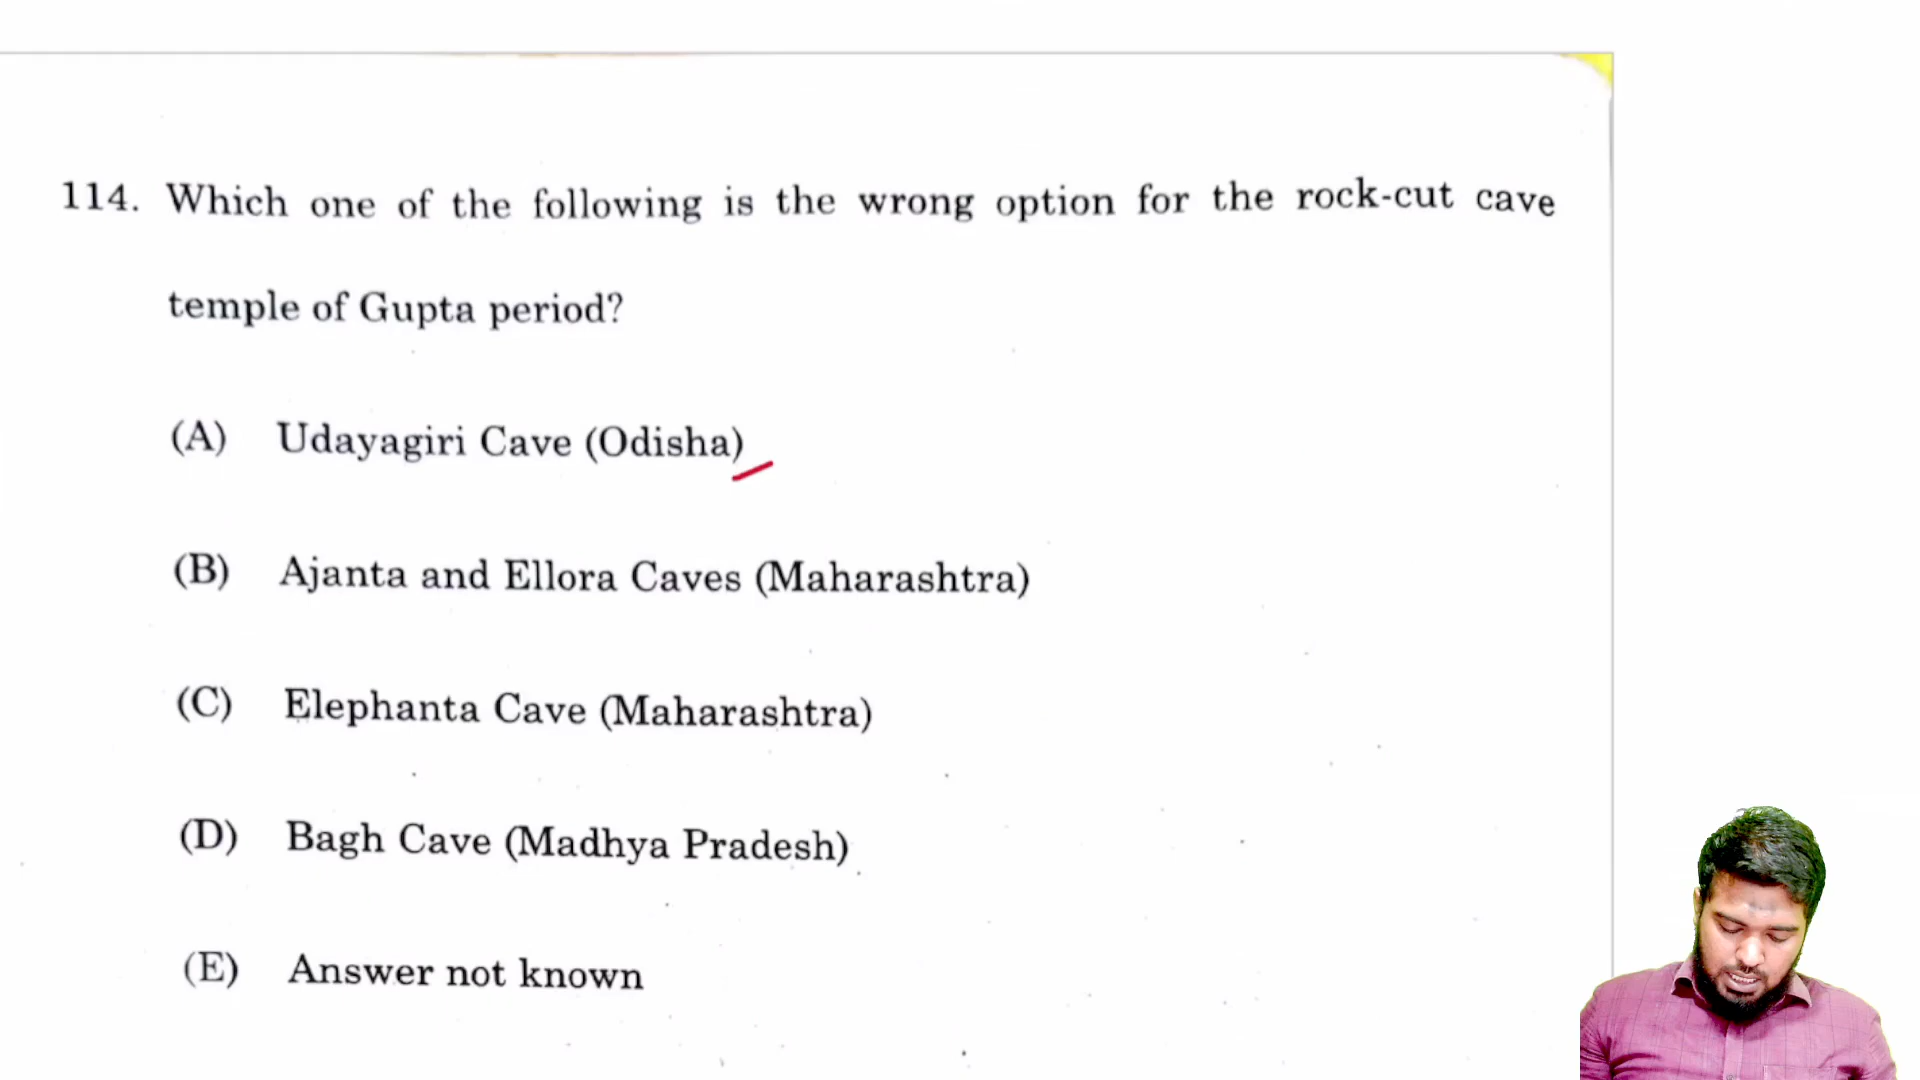 114. Which one of the following is the wrong option for the rock-cut cave
temple of Gupta period?
(A) Udayagiri Cave (Odisha)
(B) Ajanta and Ellora Caves (Maharashtra)
(C) Elephanta Cave (Maharashtra)
(D) Bagh Cave (Madhya Pradesh)
(E) Answer not known